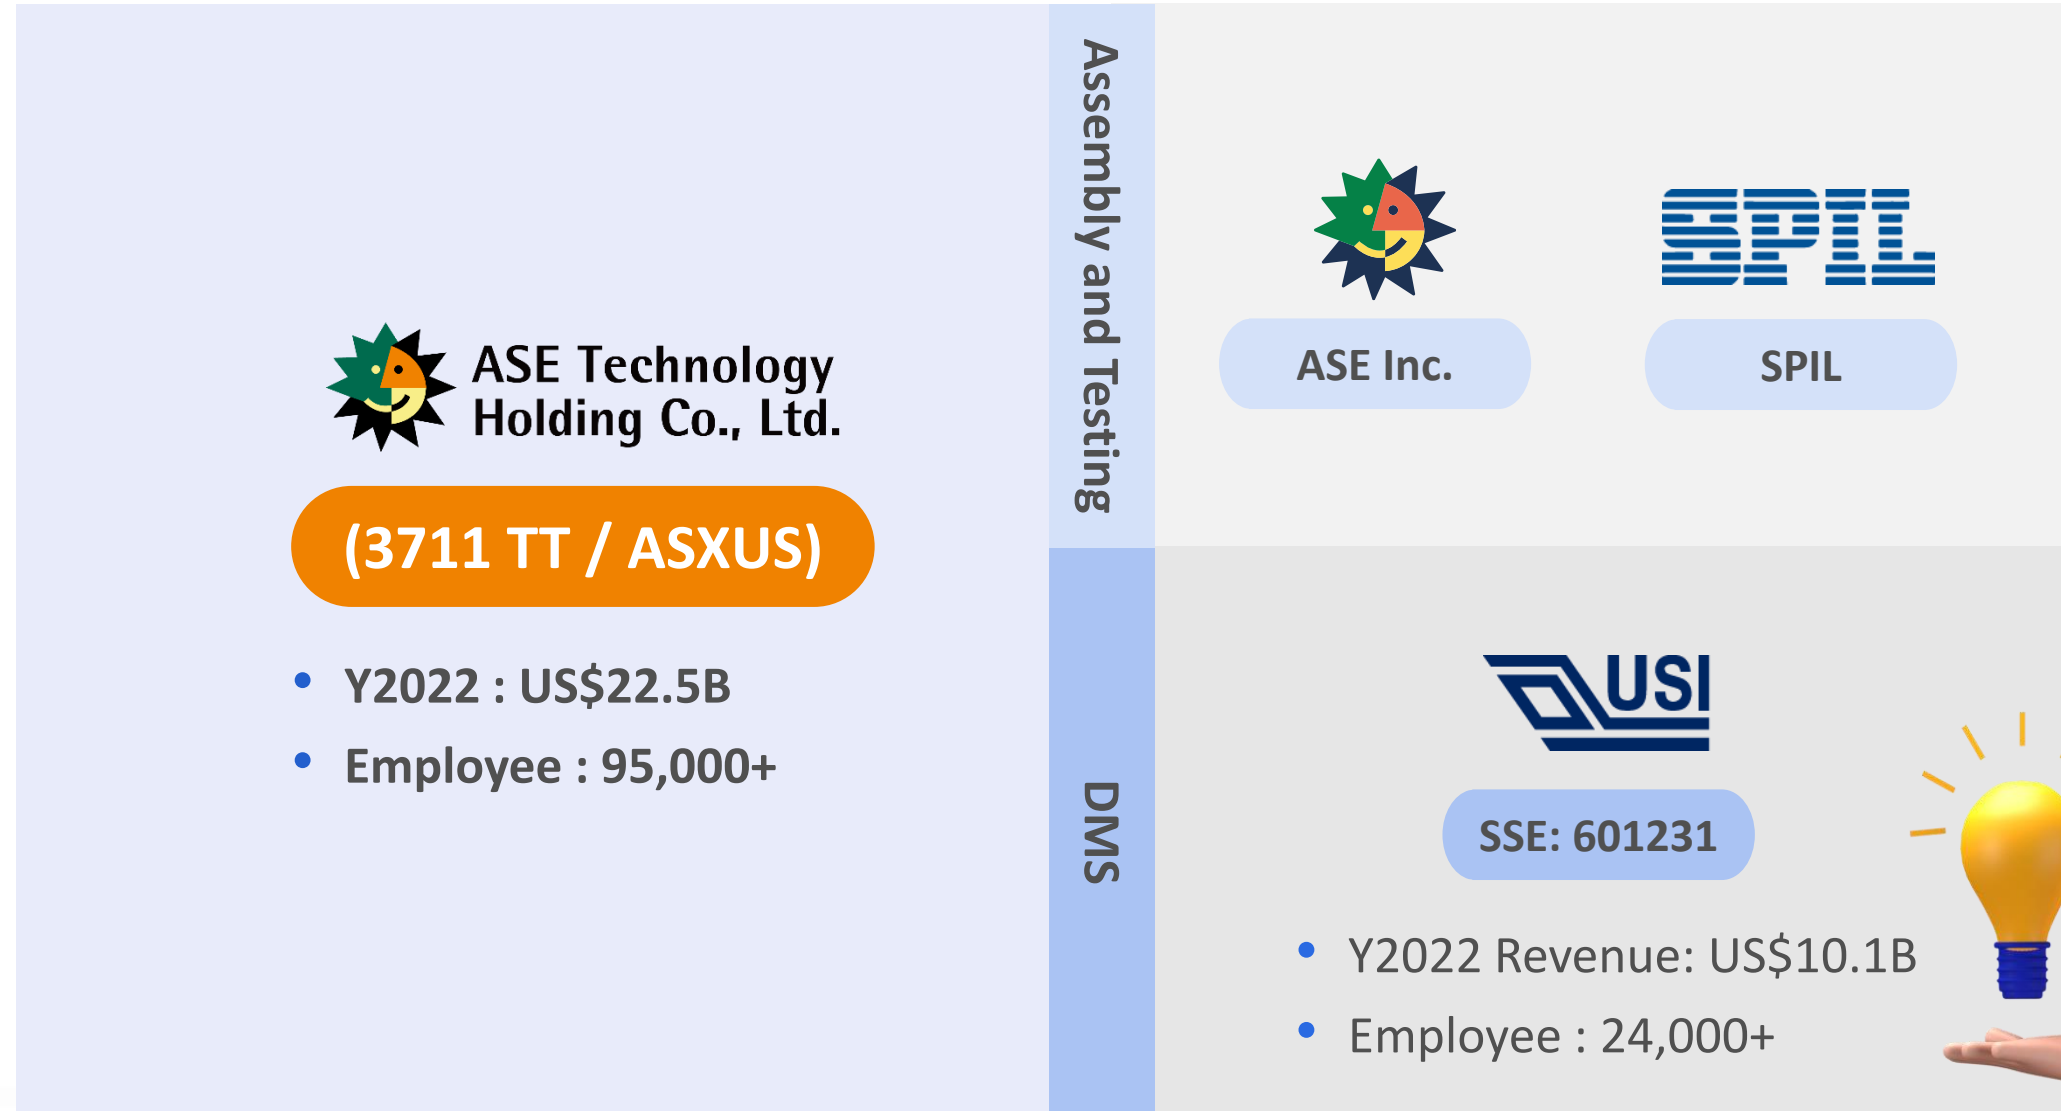 ASE Technology
Holding Co., Ltd.
(3711 TT / ASXUS)
• Y2022 : US$22.5B
• Employee : 95,000+
Assembly and Testing
SPIL
ASE Inc.
SPIL
DMS
USI
SSE: 601231
• Y2022 Revenue: US$10.1B
• Employee : 24,000+